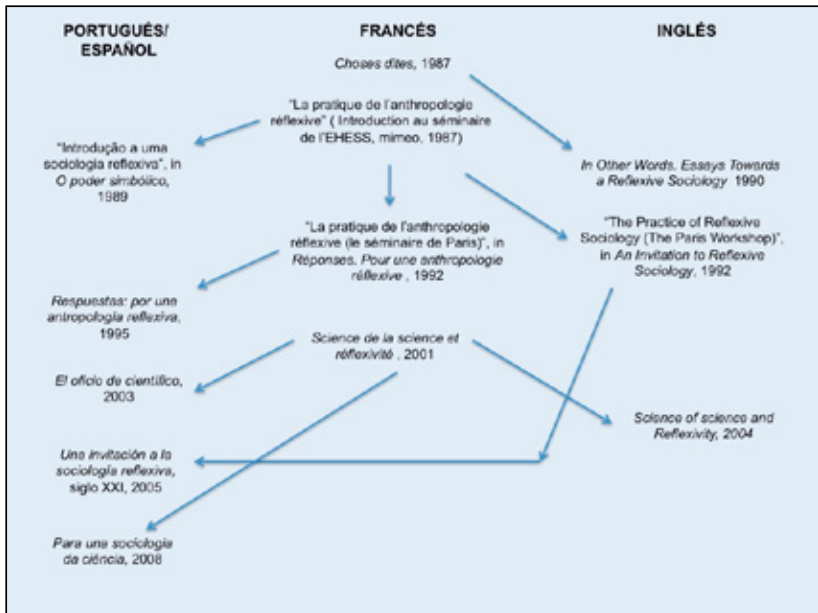 PORTUGUÉS/
ESPAÑOL
FRANCÉS
INGLÉS
Choses dites, 1987
"La pratique de l'anthropologie
réflexive" ( Introduction au séminaire
de l'EHESS, mimeo, 1987)
"Introdução a uma
sociologia reflexiva", in
O poder simbólico,
1989
In Other Words. Essays Towards
a Reflexive Sociology 1990
"La pratique de l'anthropologie
réflexive (le séminaire de Paris)", in
Réponses. Pour une anthropologie
réflexive , 1992
"The Practice of Reflexive
Sociology (The Paris Workshop)".
in An Invitation to Reflexive
Sociology, 1992
Respuestas: por una
antropología reflexiva,
1995
Science de la science et
réflexivité , 2001
El oficio de científico,
2003
Science of science and
Reflexivity, 2004
Una invitación a la
sociología reflexiva,
siglo XXI, 2005
Para una sociologia
da ciência, 2008